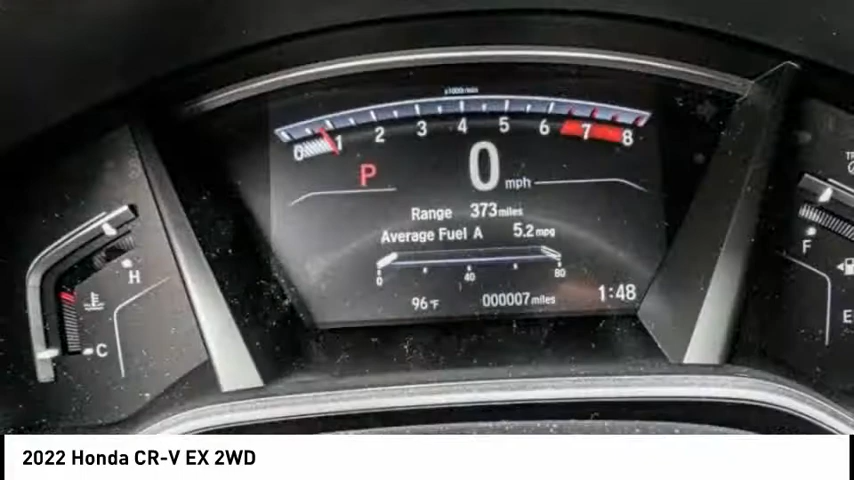 x1000r/min
0 1 2 3 4 5 6 7 8
P
0 mph
Range 373 miles
Average Fuel A 5.2 mpg
0 40 80
96°F 000007 miles 1:48
H
C
F
E
2022 Honda CR-V EX 2WD